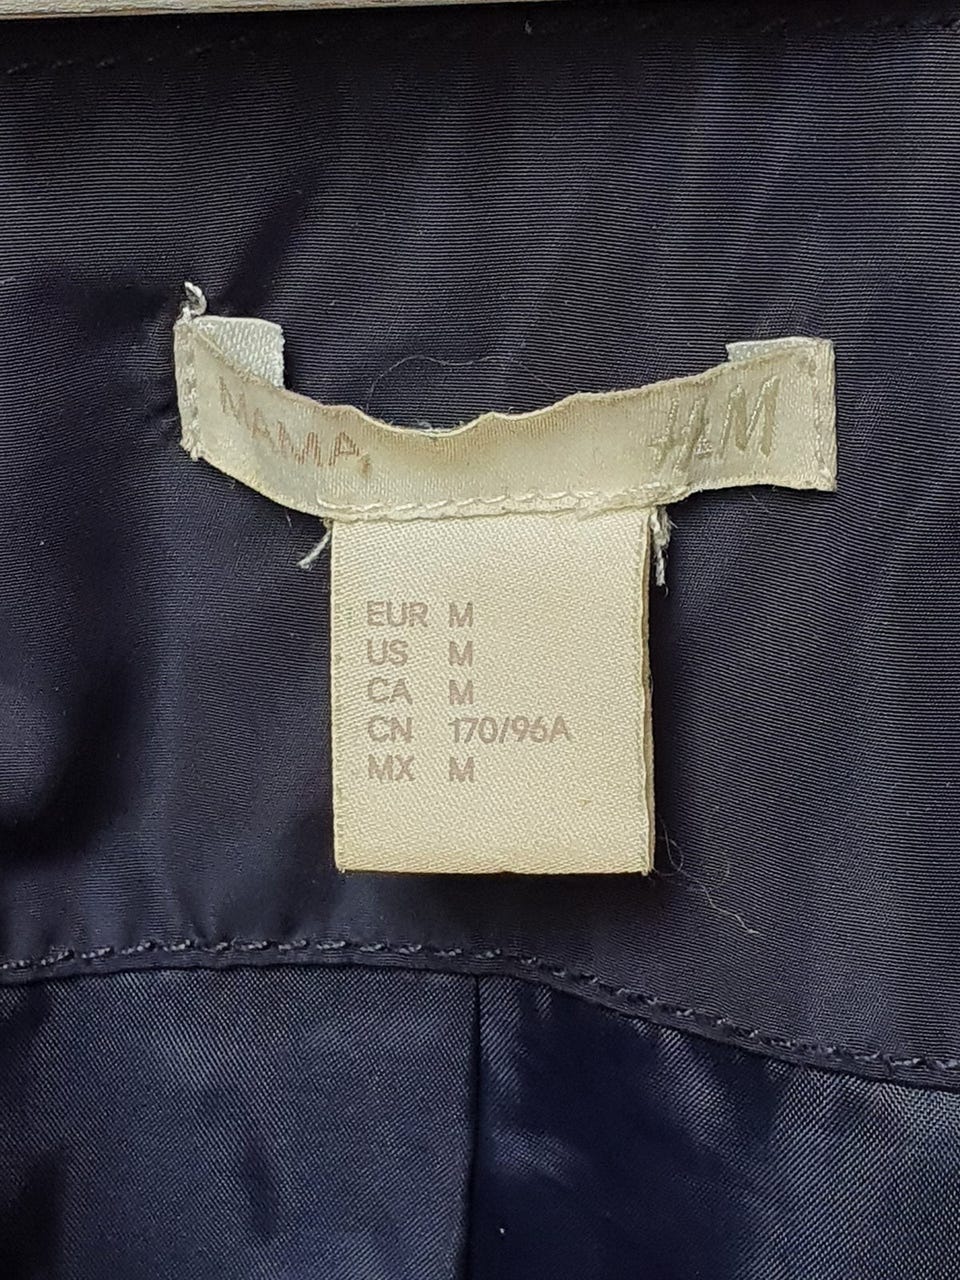 MAMA H&M
EUR M
US M
CA M
CN 170/96A
MX M